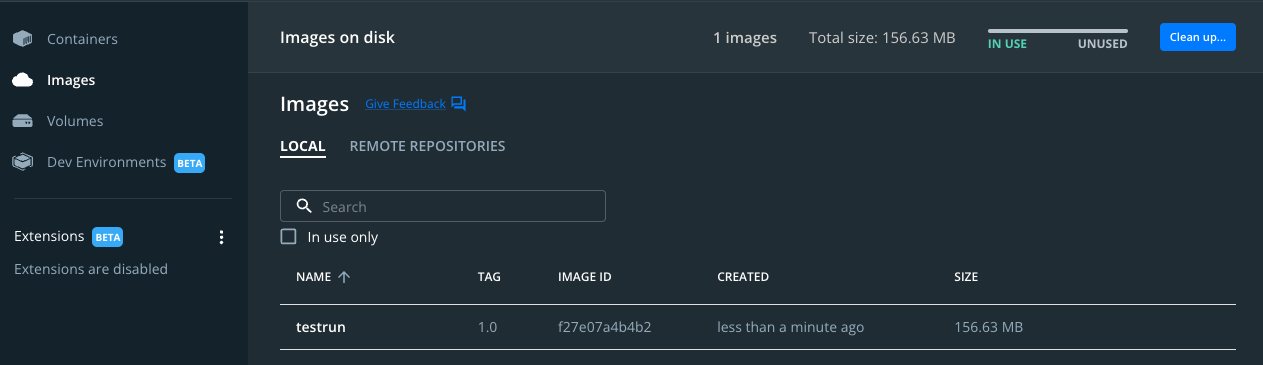 Containers
Images
Volumes
Dev Environments BETA
Extensions BETA
Extensions are disabled
Images on disk
1 images
Total size: 156.63 MB
IN USE
UNUSED
Clean up...
Images
Give Feedback
LOCAL
REMOTE REPOSITORIES
Search
In use only
NAME TAG IMAGE ID CREATED SIZE
testrun 1.0 f27e07a4b4b2 less than a minute ago 156.63 MB